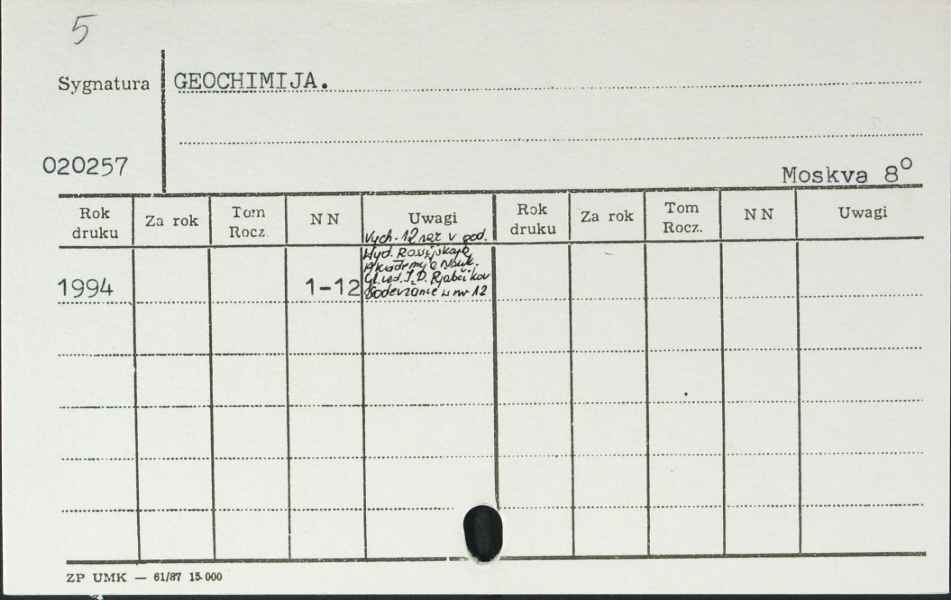 5
Sygnatura GEOCHIMIJA.
020257
Moskva 8°
Rok druku Za rok Tom Rocz. NN Uwagi Rok druku Za rok Tom Rocz. NN Uwagi
Vych. 12 raz v god.
Wyd. Rossijskaja
Akademija Nauk.
Gl. red. I. D. Rjabčikov
1994 1-12 Soderžanie w nr 12
ZP UMK — 61/87 15.000